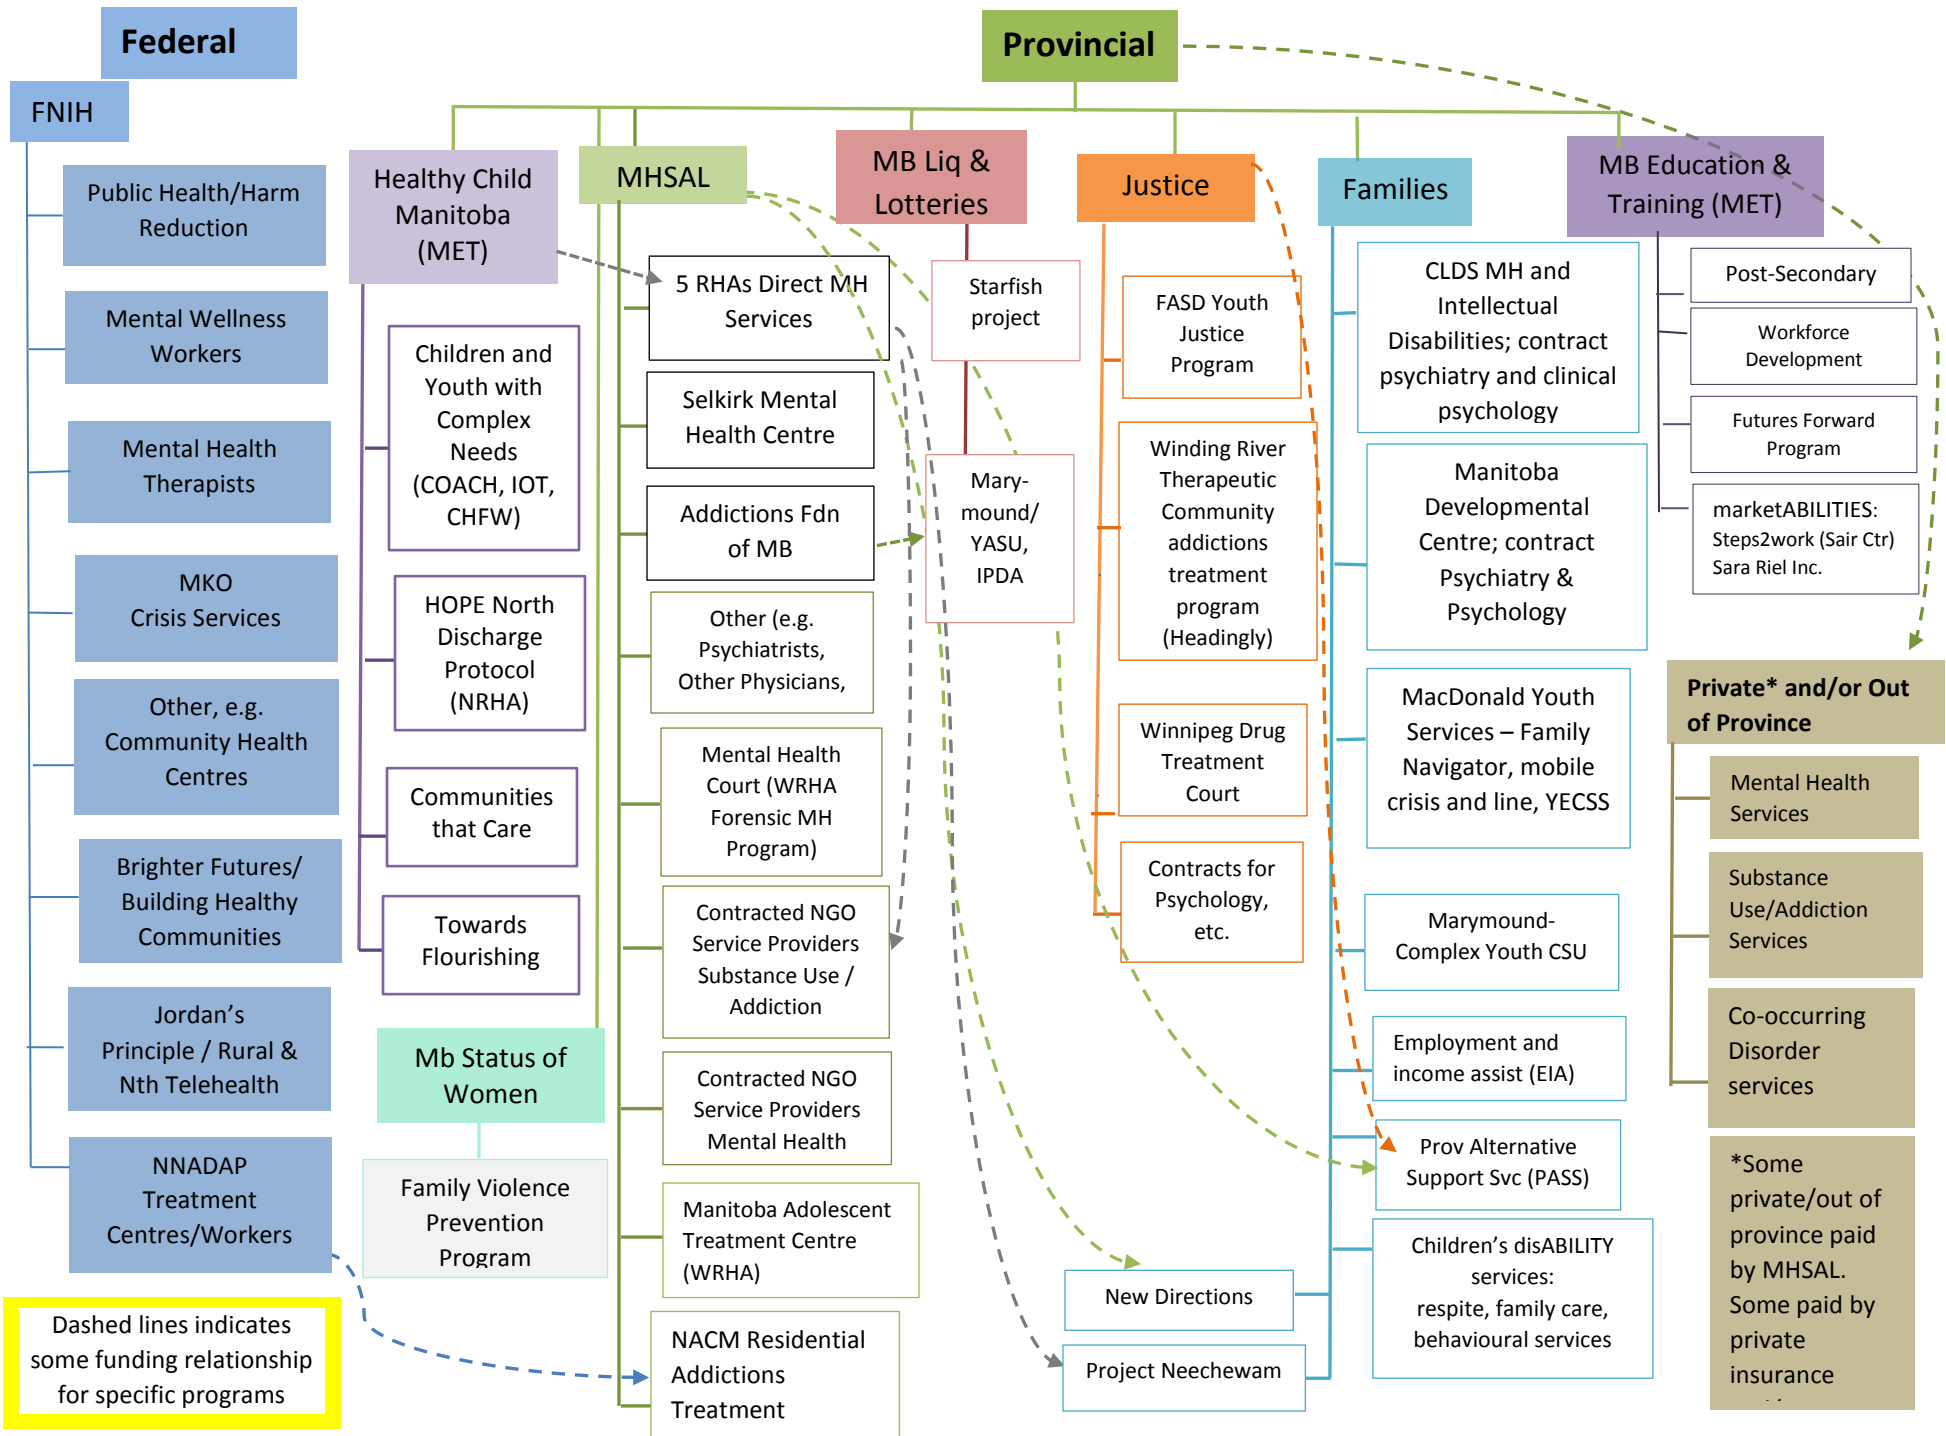 Federal
FNIH
Public Health/Harm
Reduction
Mental Wellness
Workers
Mental Health
Therapists
MKO
Crisis Services
Other, e.g.
Community Health
Centres
Brighter Futures/
Building Healthy
Communities
Jordan’s
Principle / Rural &
Nth Telehealth
NNADAP
Treatment
Centres/Workers
Dashed lines indicates
some funding relationship
for specific programs
Provincial
Healthy Child
Manitoba
(MET)
Children and
Youth with
Complex
Needs
(COACH, IOT,
CHFW)
HOPE North
Discharge
Protocol
(NRHA)
Communities
that Care
Towards
Flourishing
Mb Status of
Women
Family Violence
Prevention
Program
MHSAL
5 RHAs Direct MH
Services
Selkirk Mental
Health Centre
Addictions Fdn
of MB
Other (e.g.
Psychiatrists,
Other Physicians,
Mental Health
Court (WRHA
Forensic MH
Program)
Contracted NGO
Service Providers
Substance Use /
Addiction
Contracted NGO
Service Providers
Mental Health
Manitoba Adolescent
Treatment Centre
(WRHA)
NACM Residential
Addictions
Treatment
MB Liq &
Lotteries
Starfish
project
Mary-
mound/
YASU,
IPDA
Justice
FASD Youth
Justice
Program
Winding River
Therapeutic
Community
addictions
treatment
program
(Headingly)
Winnipeg Drug
Treatment
Court
Contracts for
Psychology,
etc.
Families
CLDS MH and
Intellectual
Disabilities; contract
psychiatry and clinical
psychology
Manitoba
Developmental
Centre; contract
Psychiatry &
Psychology
MacDonald Youth
Services – Family
Navigator, mobile
crisis and line, YECSS
Marymound-
Complex Youth CSU
Employment and
income assist (EIA)
Prov Alternative
Support Svc (PASS)
Children’s disABILITY
services:
respite, family care,
behavioural services
New Directions
Project Neechewam
MB Education &
Training (MET)
Post-Secondary
Workforce
Development
Futures Forward
Program
marketABILITIES:
Steps2work (Sair Ctr)
Sara Riel Inc.
Private* and/or Out
of Province
Mental Health
Services
Substance
Use/Addiction
Services
Co-occurring
Disorder
services
*Some
private/out of
province paid
by MHSAL.
Some paid by
private
insurance